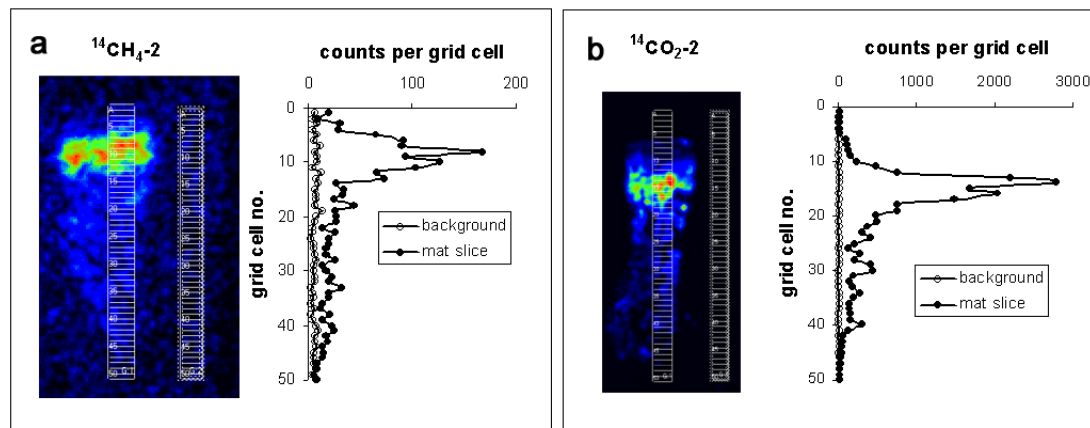 a
¹⁴CH₄-2
counts per grid cell
0 100 200
0
10
20
30
40
50
grid cell no.
background
mat slice
b
¹⁴CO₂-2
counts per grid cell
0 1000 2000 3000
0
10
20
30
40
50
grid cell no.
background
mat slice